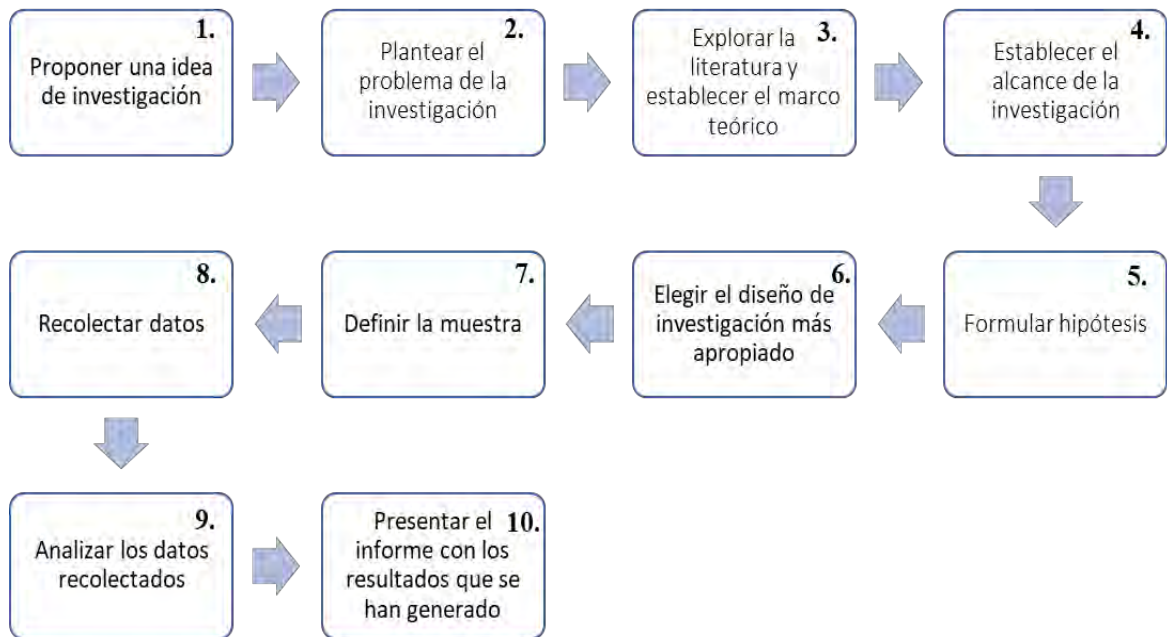 1.
Proponer una idea
de investigación
2.
Plantear el
problema de la
investigación
3.
Explorar la
literatura y
establecer el marco
teórico
4.
Establecer el
alcance de la
investigación
5.
Formular hipótesis
6.
Elegir el diseño de
investigación más
apropiado
7.
Definir la muestra
8.
Recolectar datos
9.
Analizar los datos
recolectados
10.
Presentar el
informe con los
resultados que se
han generado